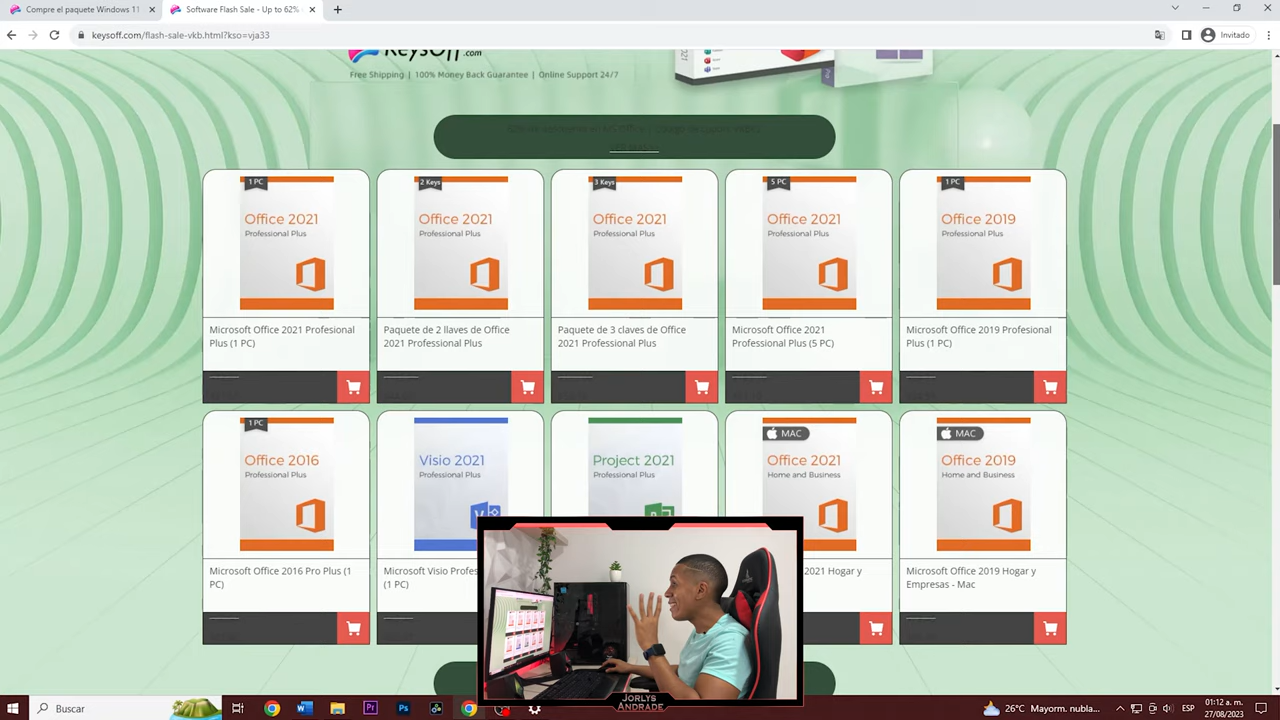 Compre el paquete Windows 11
Software Flash Sale - Up to 62%
keysoff.com/flash-sale-vkb.html?kso=vja33
Invitado
KeysOff.com
Free Shipping | 100% Money Back Guarantee | Online Support 24/7
1 PC
Office 2021
Professional Plus
Microsoft Office 2021 Profesional
Plus (1 PC)
2 Keys
Office 2021
Professional Plus
Paquete de 2 llaves de Office
2021 Professional Plus
3 Keys
Office 2021
Professional Plus
Paquete de 3 claves de Office
2021 Professional Plus
5 PC
Office 2021
Professional Plus
Microsoft Office 2021
Professional Plus (5 PC)
1 PC
Office 2019
Professional Plus
Microsoft Office 2019 Profesional
Plus (1 PC)
1 PC
Office 2016
Professional Plus
Microsoft Office 2016 Pro Plus (1
PC)
Visio 2021
Professional Plus
Microsoft Visio Profes
(1 PC)
Project 2021
Professional Plus
MAC
Office 2021
Home and Business
2021 Hogar y
MAC
Office 2019
Home and Business
Microsoft Office 2019 Hogar y
Empresas - Mac
JORLYS
ANDRADE
Buscar
26°C Mayorm. nubla...
ESP
01:12 a. m.
27/08/2023